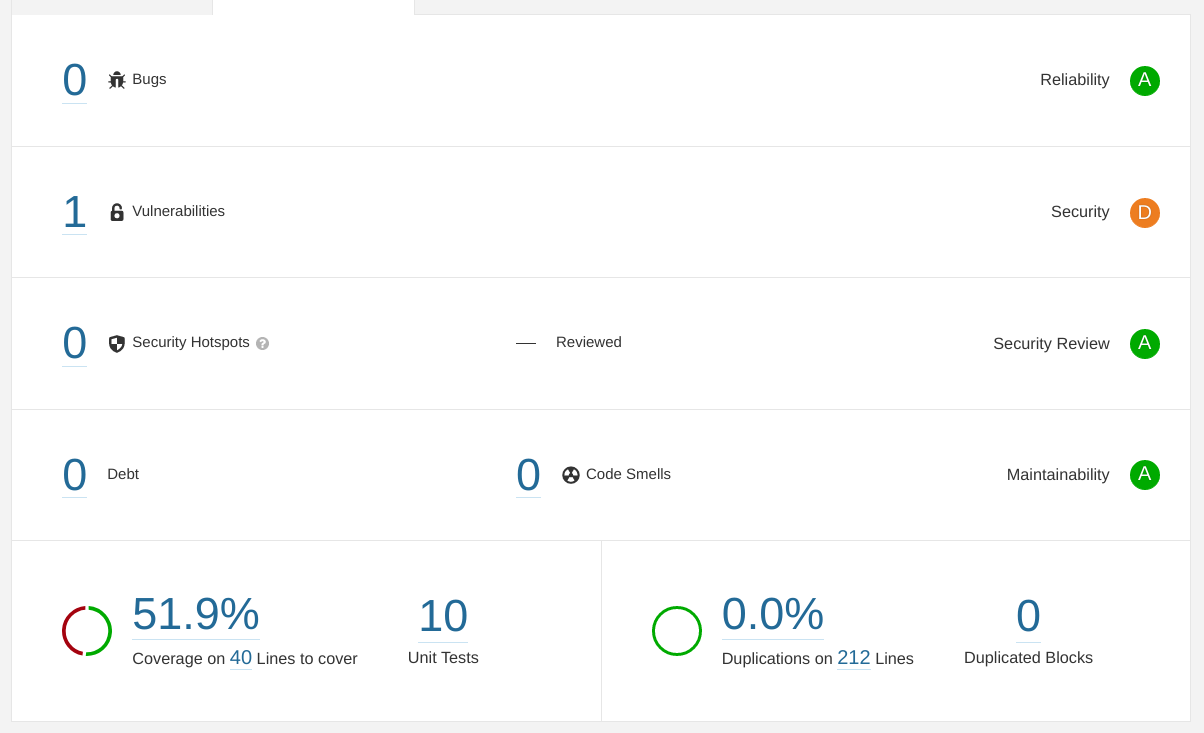 0 Bugs Reliability A
1 Vulnerabilities Security D
0 Security Hotspots ? — Reviewed Security Review A
0 Debt 0 Code Smells Maintainability A
51.9% 10 0.0% 0
Coverage on 40 Lines to cover Unit Tests Duplications on 212 Lines Duplicated Blocks